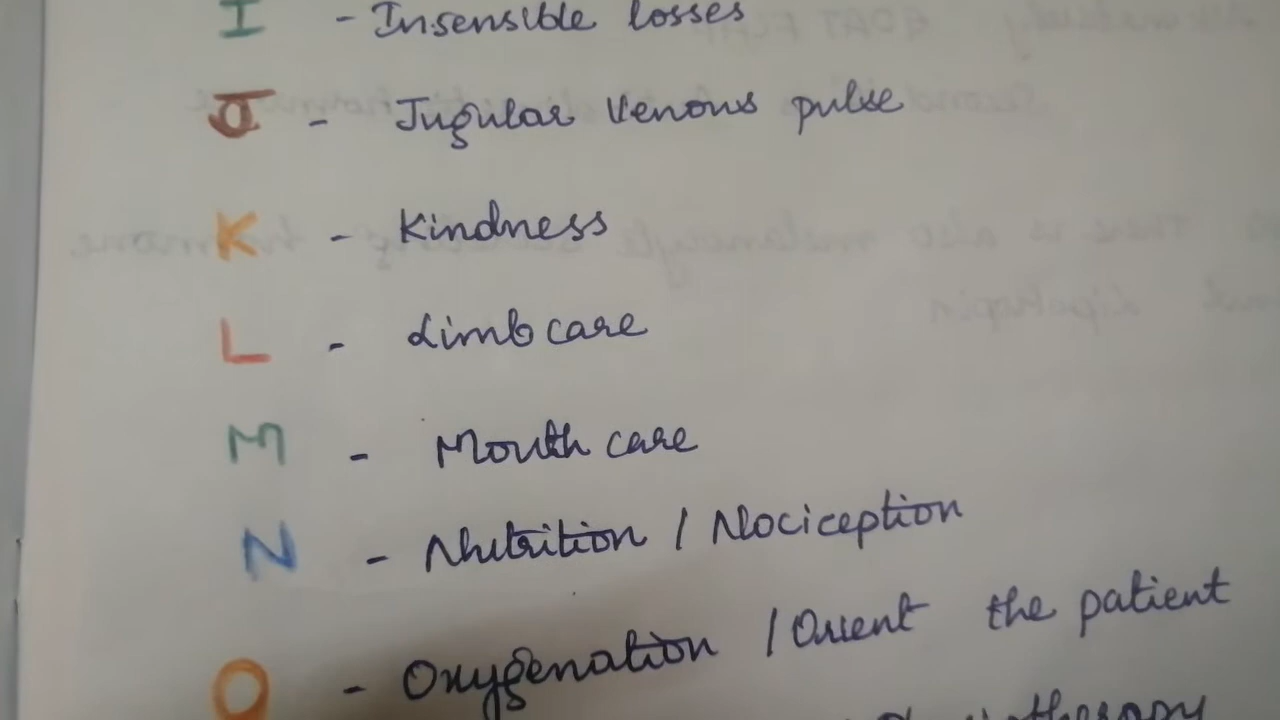 I - Insensible losses
J - Jugular Venous pulse
K - Kindness
L - Limb care
M - Mouth care
N - Nutrition / Nociception
O - Oxygenation / Orient the patient